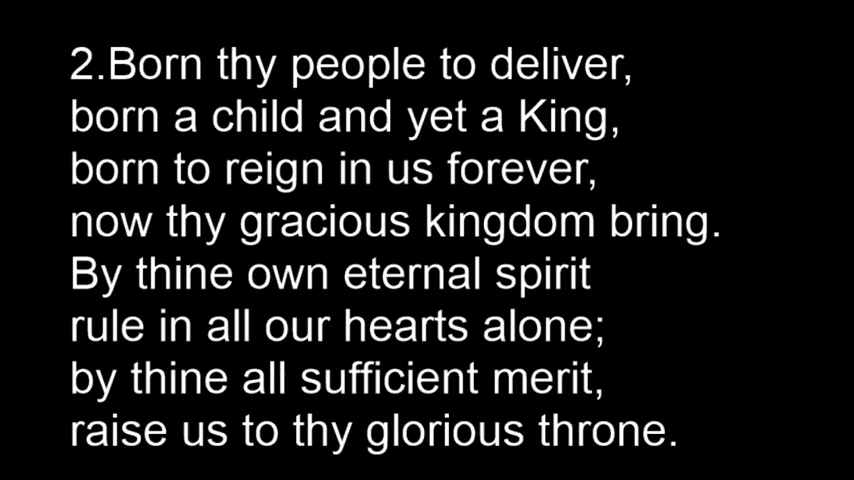 2.Born thy people to deliver,
born a child and yet a King,
born to reign in us forever,
now thy gracious kingdom bring.
By thine own eternal spirit
rule in all our hearts alone;
by thine all sufficient merit,
raise us to thy glorious throne.